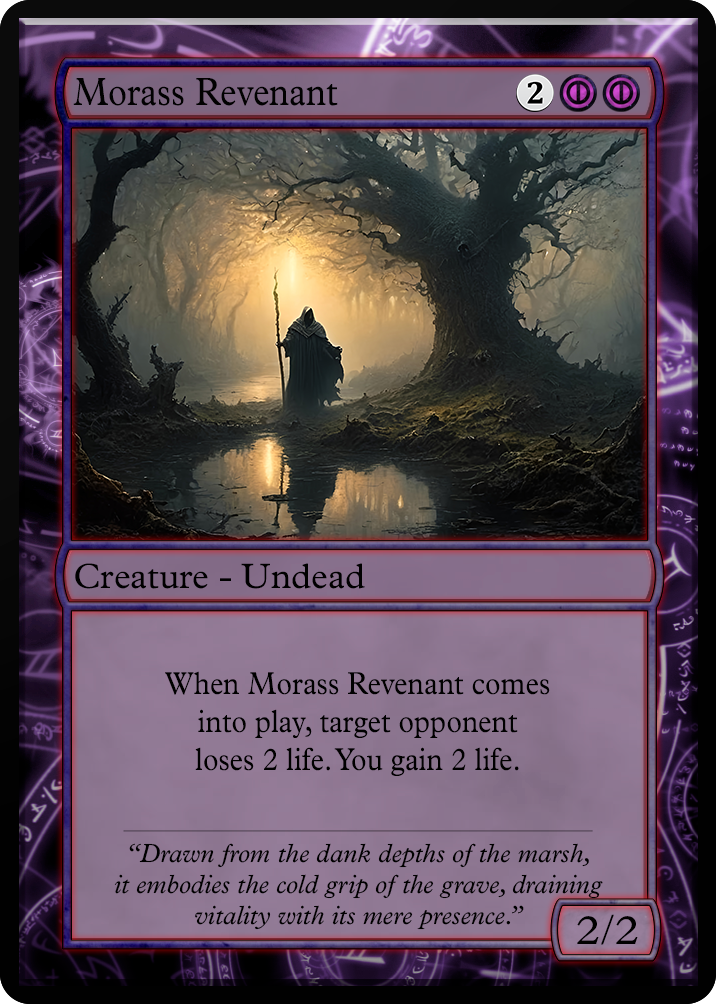 Morass Revenant 2
Creature - Undead
When Morass Revenant comes
into play, target opponent
loses 2 life. You gain 2 life.
“Drawn from the dank depths of the marsh,
it embodies the cold grip of the grave, draining
vitality with its mere presence.”
2/2